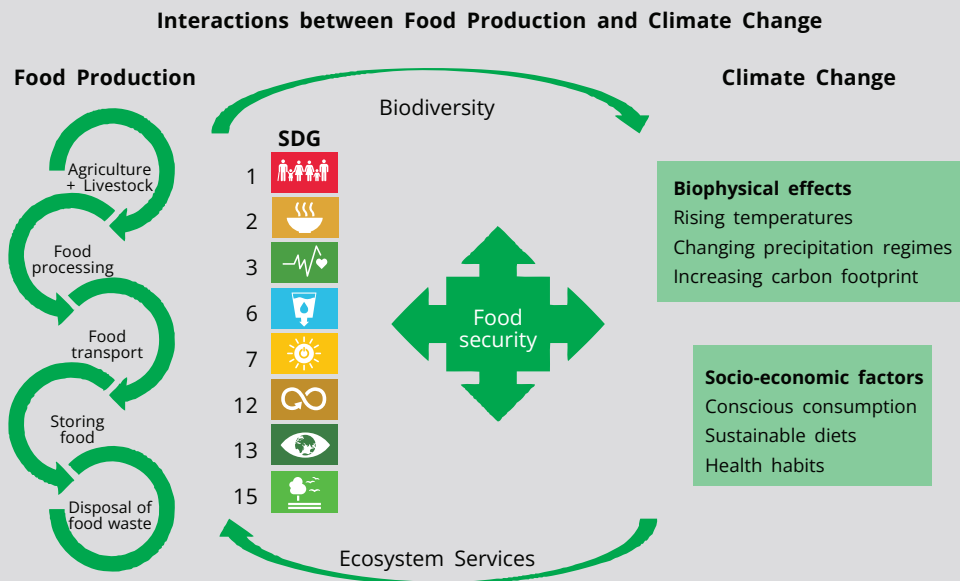 Interactions between Food Production and Climate Change
Food Production
Climate Change
Biodiversity
Agriculture
+ Livestock
Food
processing
Food
transport
Storing
food
Disposal of
food waste
SDG
1
2
3
6
7
12
13
15
Food
security
Biophysical effects
Rising temperatures
Changing precipitation regimes
Increasing carbon footprint
Socio-economic factors
Conscious consumption
Sustainable diets
Health habits
Ecosystem Services